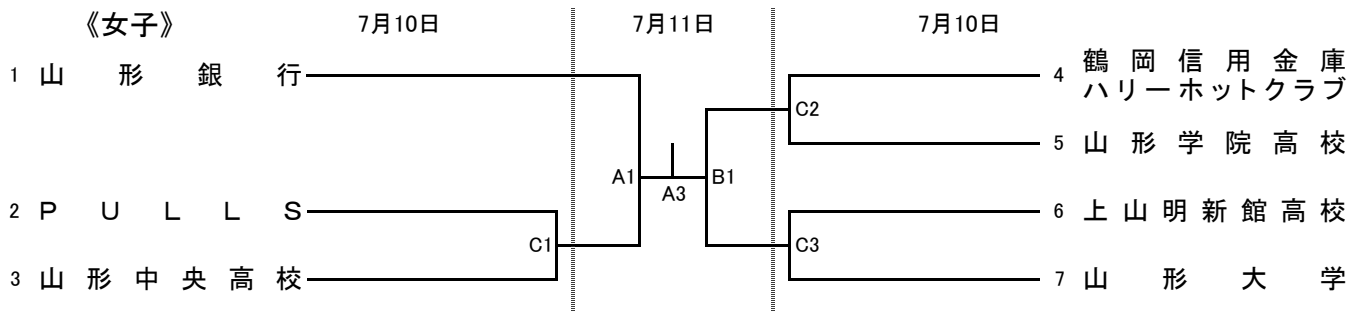 《女子》 7月10日 7月11日 7月10日
1 山形銀行
4 鶴岡信用金庫
ハリーホットクラブ
C2
5 山形学院高校
A1 B1
A3
2 PULLS
6 上山明新館高校
C1 C3
3 山形中央高校
7 山形大学